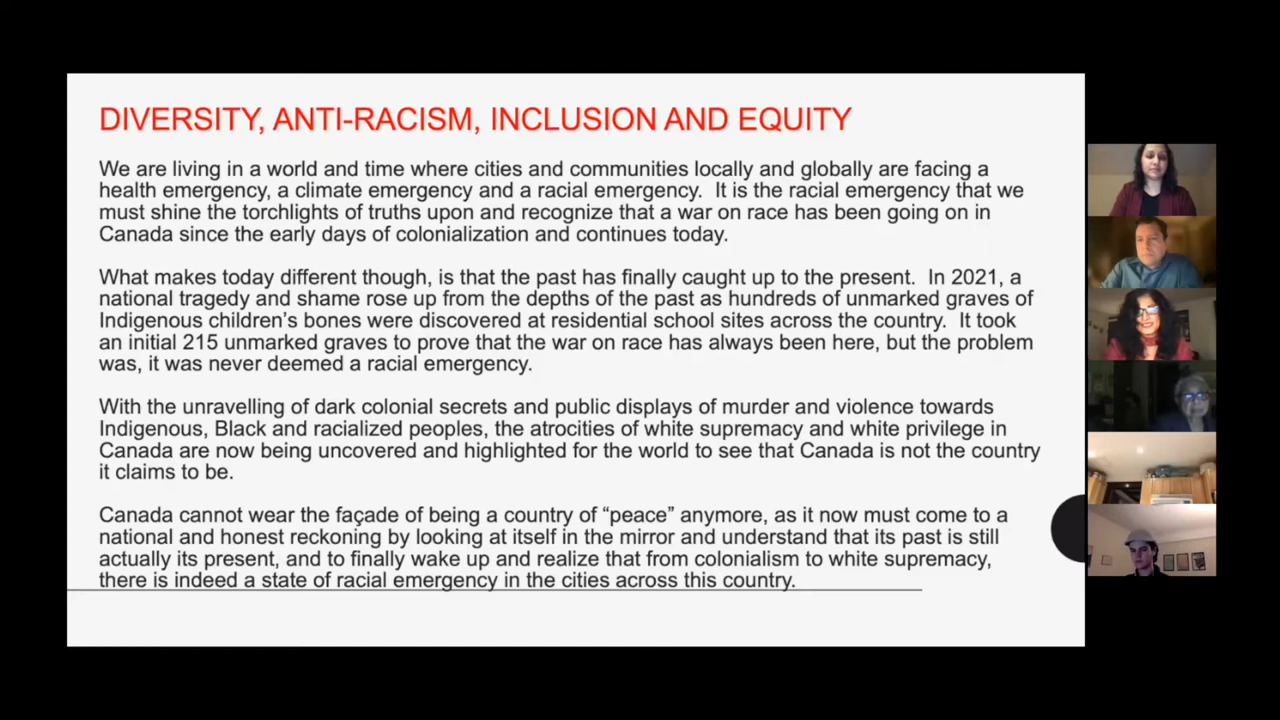 DIVERSITY, ANTI-RACISM, INCLUSION AND EQUITY
We are living in a world and time where cities and communities locally and globally are facing a
health emergency, a climate emergency and a racial emergency.  It is the racial emergency that we
must shine the torchlights of truths upon and recognize that a war on race has been going on in
Canada since the early days of colonialization and continues today.
What makes today different though, is that the past has finally caught up to the present.  In 2021, a
national tragedy and shame rose up from the depths of the past as hundreds of unmarked graves of
Indigenous children’s bones were discovered at residential school sites across the country.  It took
an initial 215 unmarked graves to prove that the war on race has always been here, but the problem
was, it was never deemed a racial emergency.
With the unravelling of dark colonial secrets and public displays of murder and violence towards
Indigenous, Black and racialized peoples, the atrocities of white supremacy and white privilege in
Canada are now being uncovered and highlighted for the world to see that Canada is not the country
it claims to be.
Canada cannot wear the façade of being a country of “peace” anymore, as it now must come to a
national and honest reckoning by looking at itself in the mirror and understand that its past is still
actually its present, and to finally wake up and realize that from colonialism to white supremacy,
there is indeed a state of racial emergency in the cities across this country.